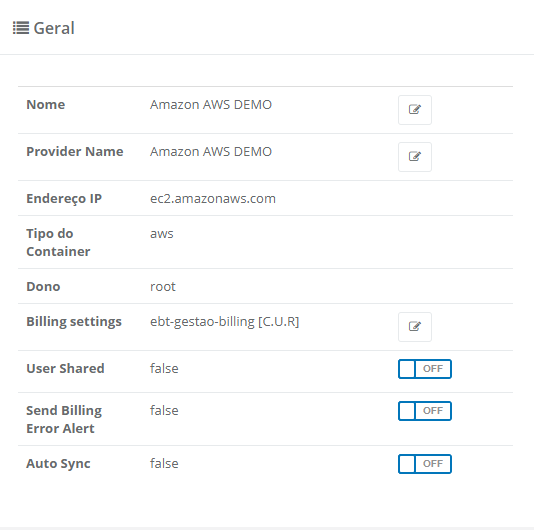 Geral
Nome Amazon AWS DEMO
Provider Name Amazon AWS DEMO
Endereço IP ec2.amazonaws.com
Tipo do
Container aws
Dono root
Billing settings ebt-gestao-billing [C.U.R]
User Shared false OFF
Send Billing
Error Alert false OFF
Auto Sync false OFF